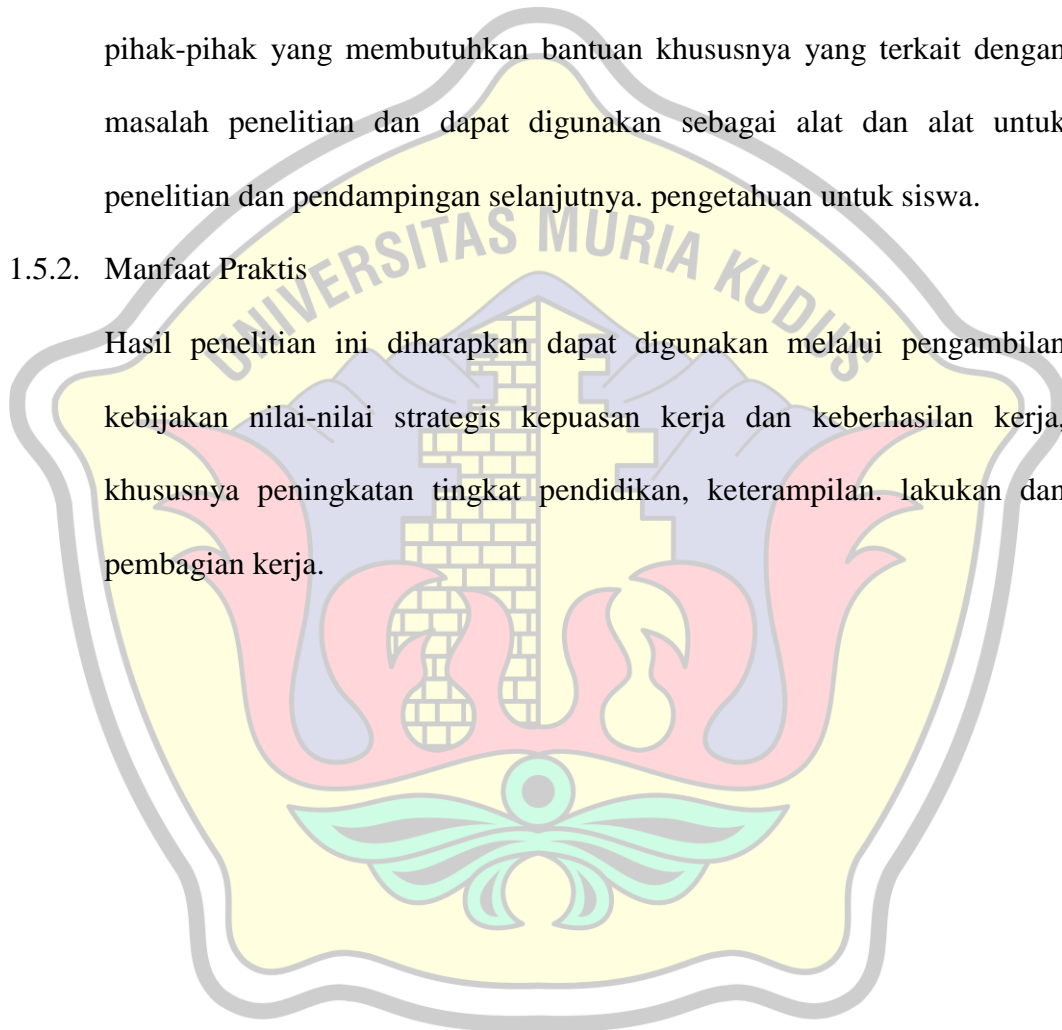 pihak-pihak yang membutuhkan bantuan khususnya yang terkait dengan
masalah penelitian dan dapat digunakan sebagai alat dan alat untuk
penelitian dan pendampingan selanjutnya. pengetahuan untuk siswa.
UNIVERSITAS MURIA KUDUS
1.5.2. Manfaat Praktis
Hasil penelitian ini diharapkan dapat digunakan melalui pengambilan
kebijakan nilai-nilai strategis kepuasan kerja dan keberhasilan kerja,
khususnya peningkatan tingkat pendidikan, keterampilan. lakukan dan
pembagian kerja.